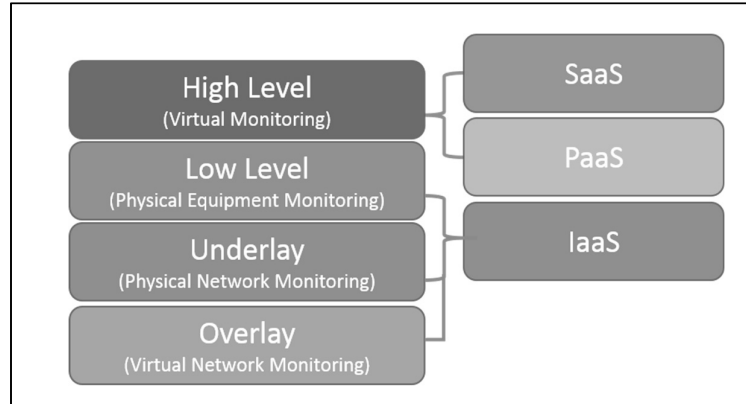 High Level
(Virtual Monitoring)
Low Level
(Physical Equipment Monitoring)
Underlay
(Physical Network Monitoring)
Overlay
(Virtual Network Monitoring)
SaaS
PaaS
IaaS